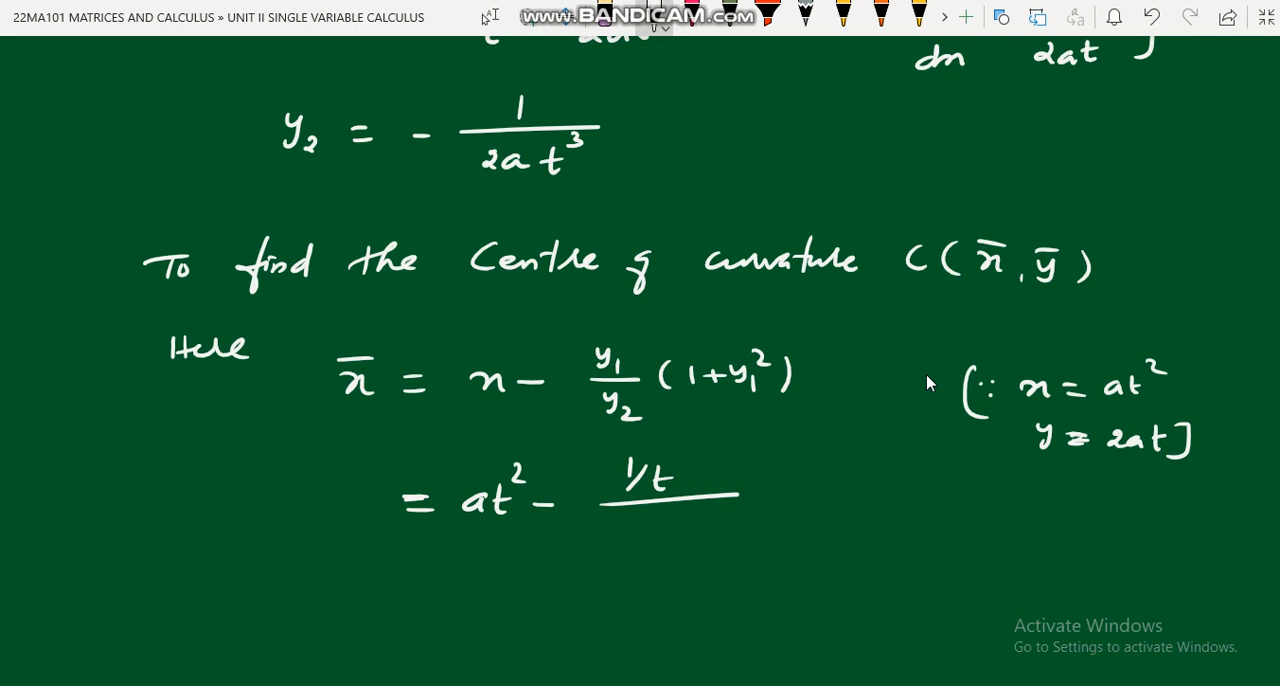 22MA101 MATRICES AND CALCULUS » UNIT II SINGLE VARIABLE CALCULUS
www.BANDICAM.com
dx 2at ]
y₂ = - 1 / 2at³
To find the Centre of curvature C(x̄, ȳ)
Here x̄ = x - y₁/y₂ (1+y₁²) [∵ x = at²
y = 2at]
= at² - 1/t
Activate Windows
Go to Settings to activate Windows.